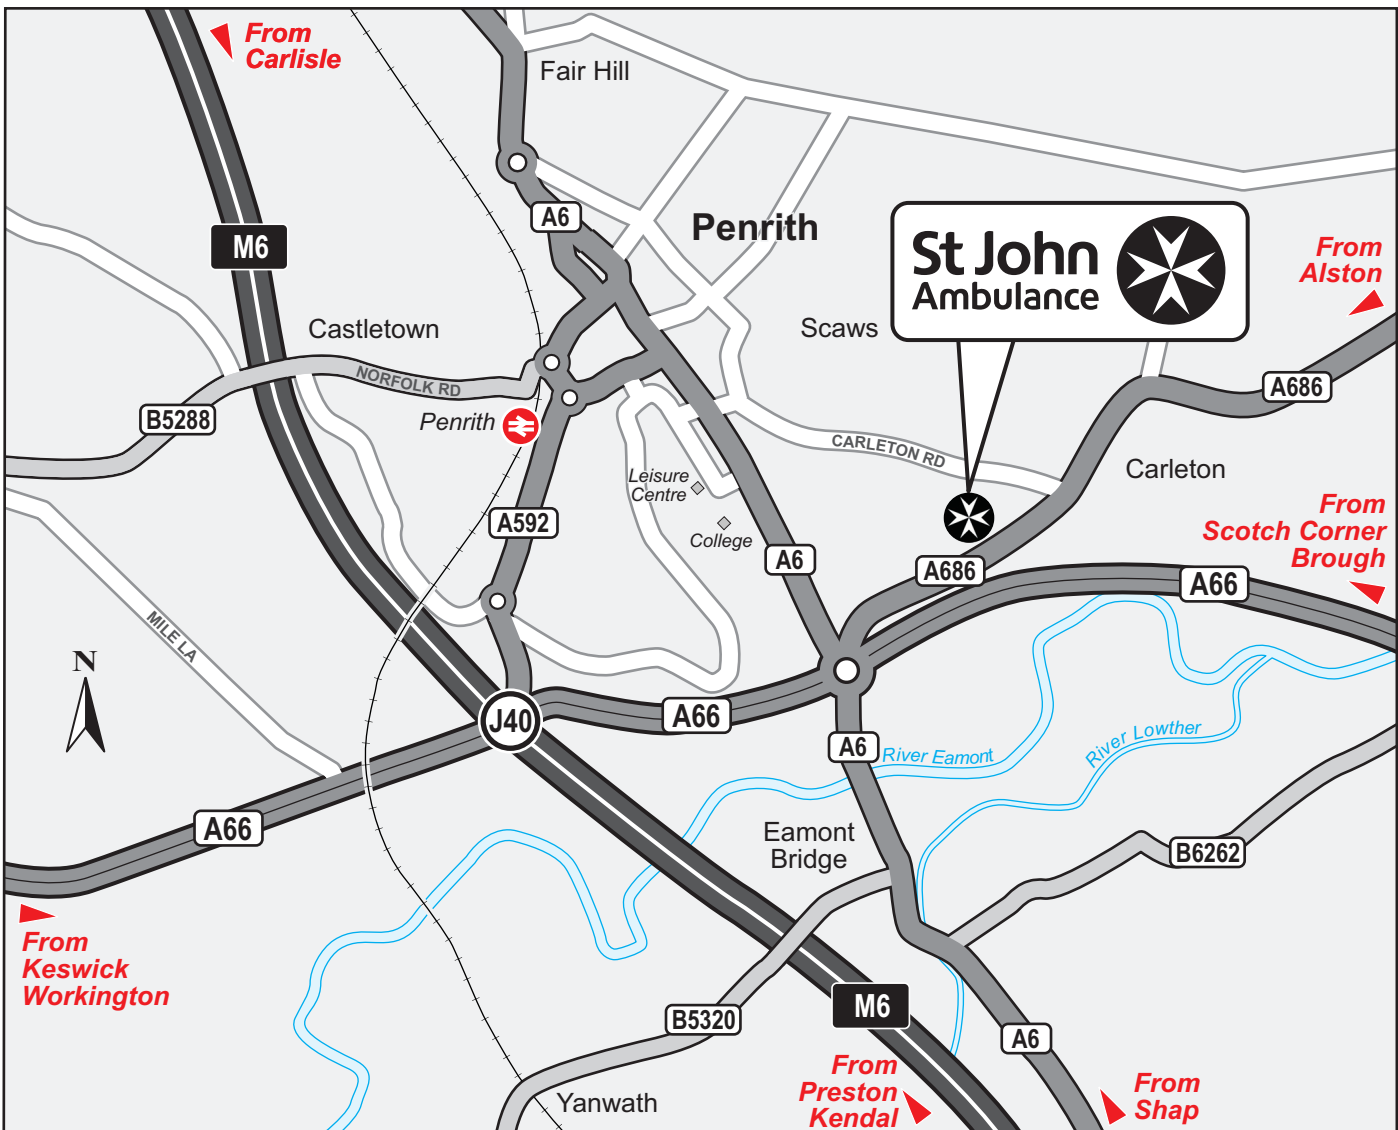 From
Carlisle
Fair Hill
A6
Penrith
St John
Ambulance
M6
From
Alston
Castletown
Scaws
NORFOLK RD
A686
B5288
Penrith
CARLETON RD
Carleton
Leisure
Centre
From
Scotch Corner
Brough
A592
College
A6
A686
A66
MILE LA
N
J40
A66
A6
River Eamont
River Lowther
A66
Eamont
Bridge
B6262
From
Keswick
Workington
B5320
M6
A6
From
Preston
Kendal
From
Shap
Yanwath